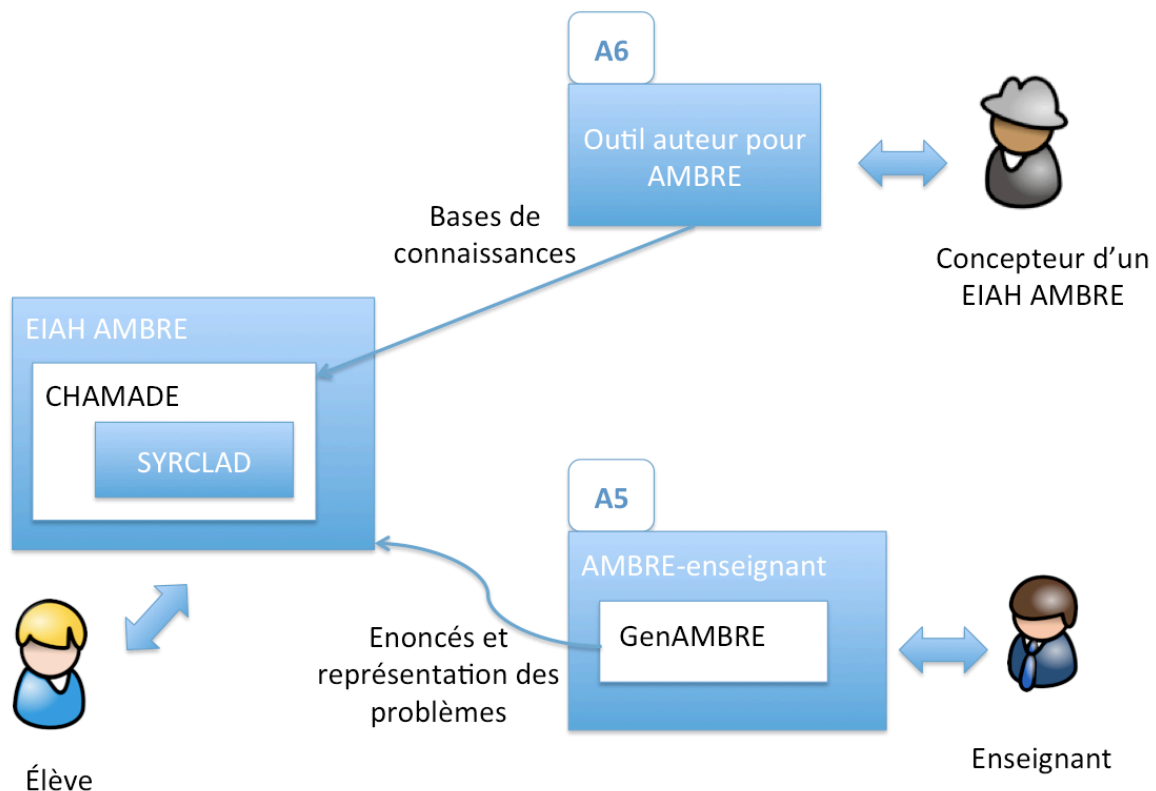 A6
Outil auteur pour
AMBRE
Bases de
connaissances
Concepteur d'un
EIAH AMBRE
EIAH AMBRE
CHAMADE
SYRCLAD
A5
AMBRE-enseignant
GenAMBRE
Enoncés et
représentation des
problèmes
Enseignant
Élève